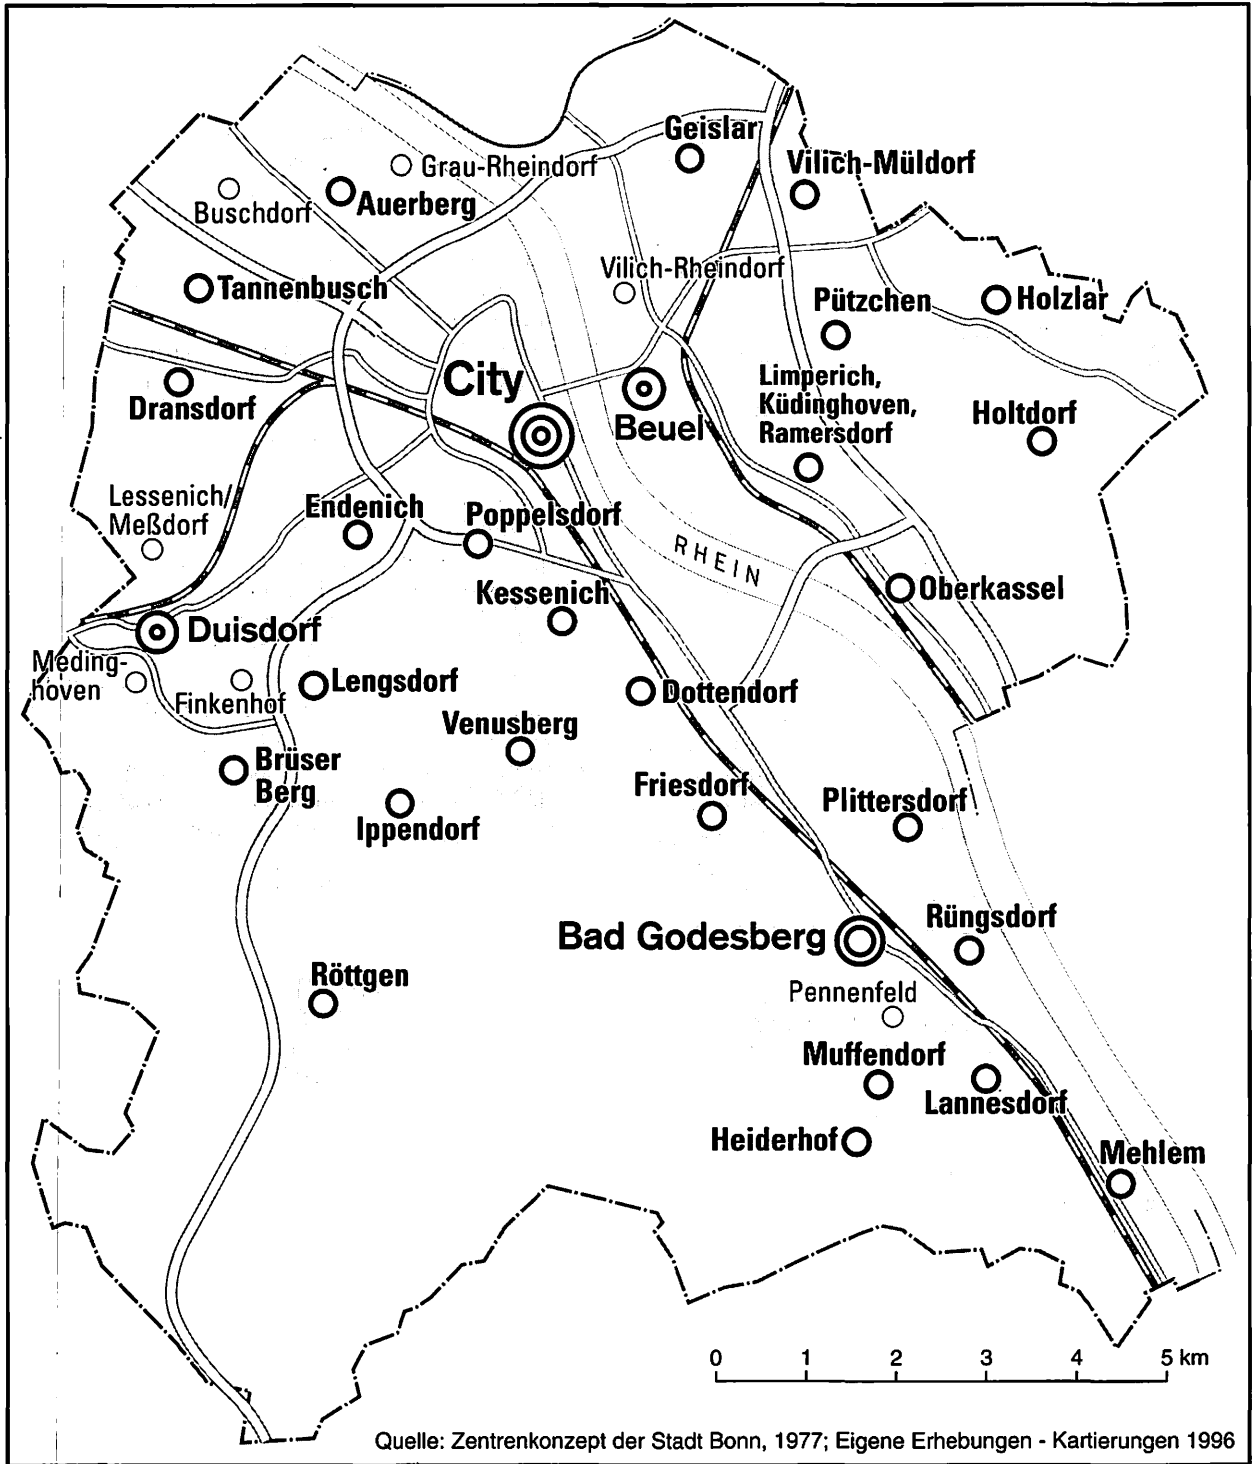 Geislar
Vilich-Müldorf
Grau-Rheindorf
Auerberg
Buschdorf
Vilich-Rheindorf
Tannenbusch
Pützchen
Holzlar
City
Limperich,
Küdinghoven,
Ramersdorf
Dransdorf
Beuel
Holtdorf
Lessenich/
Meßdorf
Endenich
Poppelsdorf
RHEIN
Kessenich
Oberkassel
Duisdorf
Meding-
hoven
Finkenhof
Lengsdorf
Dottendorf
Venusberg
Brüser
Berg
Friesdorf
Plittersdorf
Ippendorf
Rüngsdorf
Bad Godesberg
Röttgen
Pennenfeld
Muffendorf
Lannesdorf
Heiderhof
Mehlem
0 1 2 3 4 5 km
Quelle: Zentrenkonzept der Stadt Bonn, 1977; Eigene Erhebungen - Kartierungen 1996